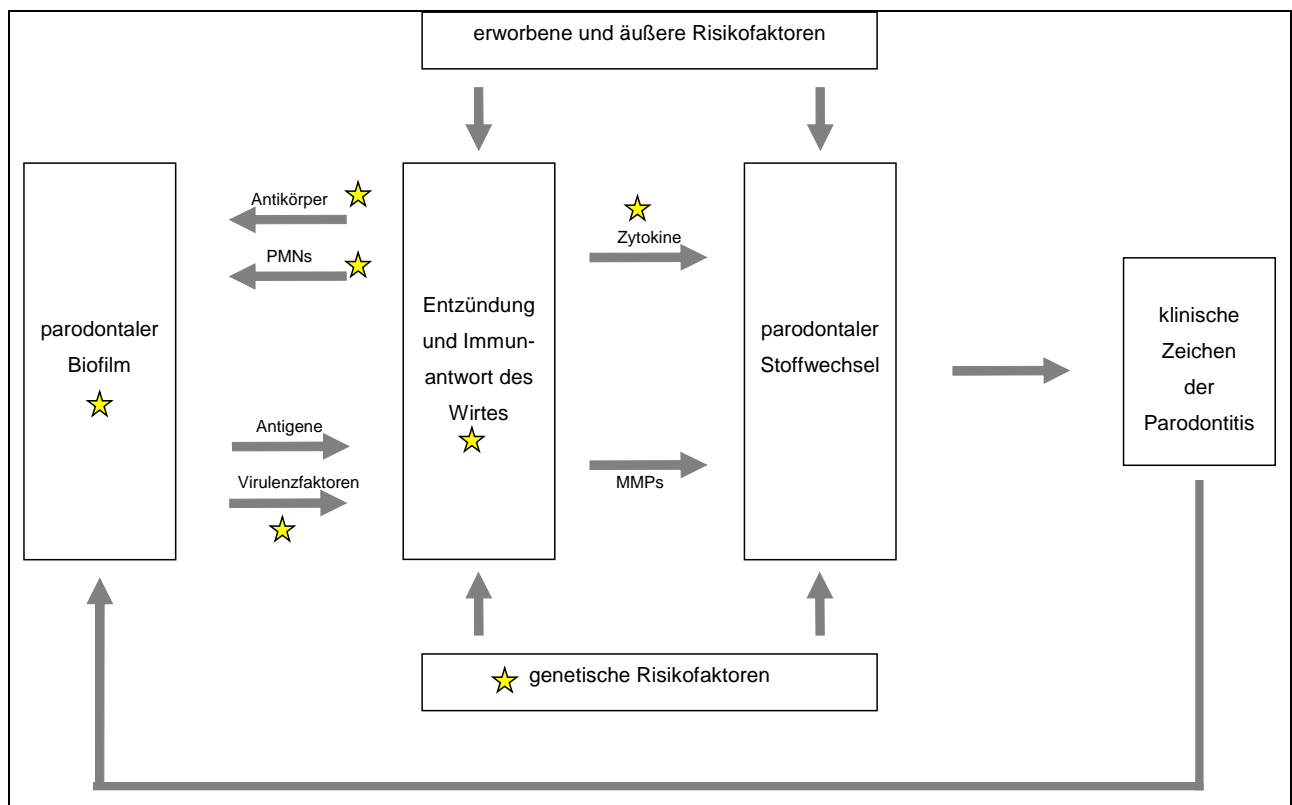 erworbene und äußere Risikofaktoren
Antikörper
PMNs
parodontaler
Biofilm
Antigene
Virulenzfaktoren
Entzündung
und Immun-
antwort des
Wirtes
Zytokine
MMPs
parodontaler
Stoffwechsel
klinische
Zeichen
der
Parodontitis
genetische Risikofaktoren